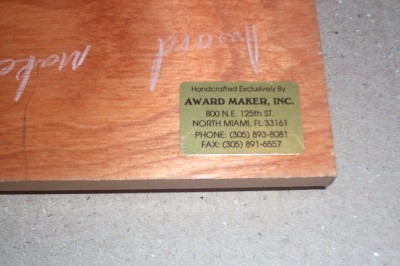 Award
Make
Handcrafted Exclusively By
AWARD MAKER, INC.
800 N.E. 125th ST.
NORTH MIAMI, FL 33161
PHONE: (305) 893-8081
FAX: (305) 891-6557